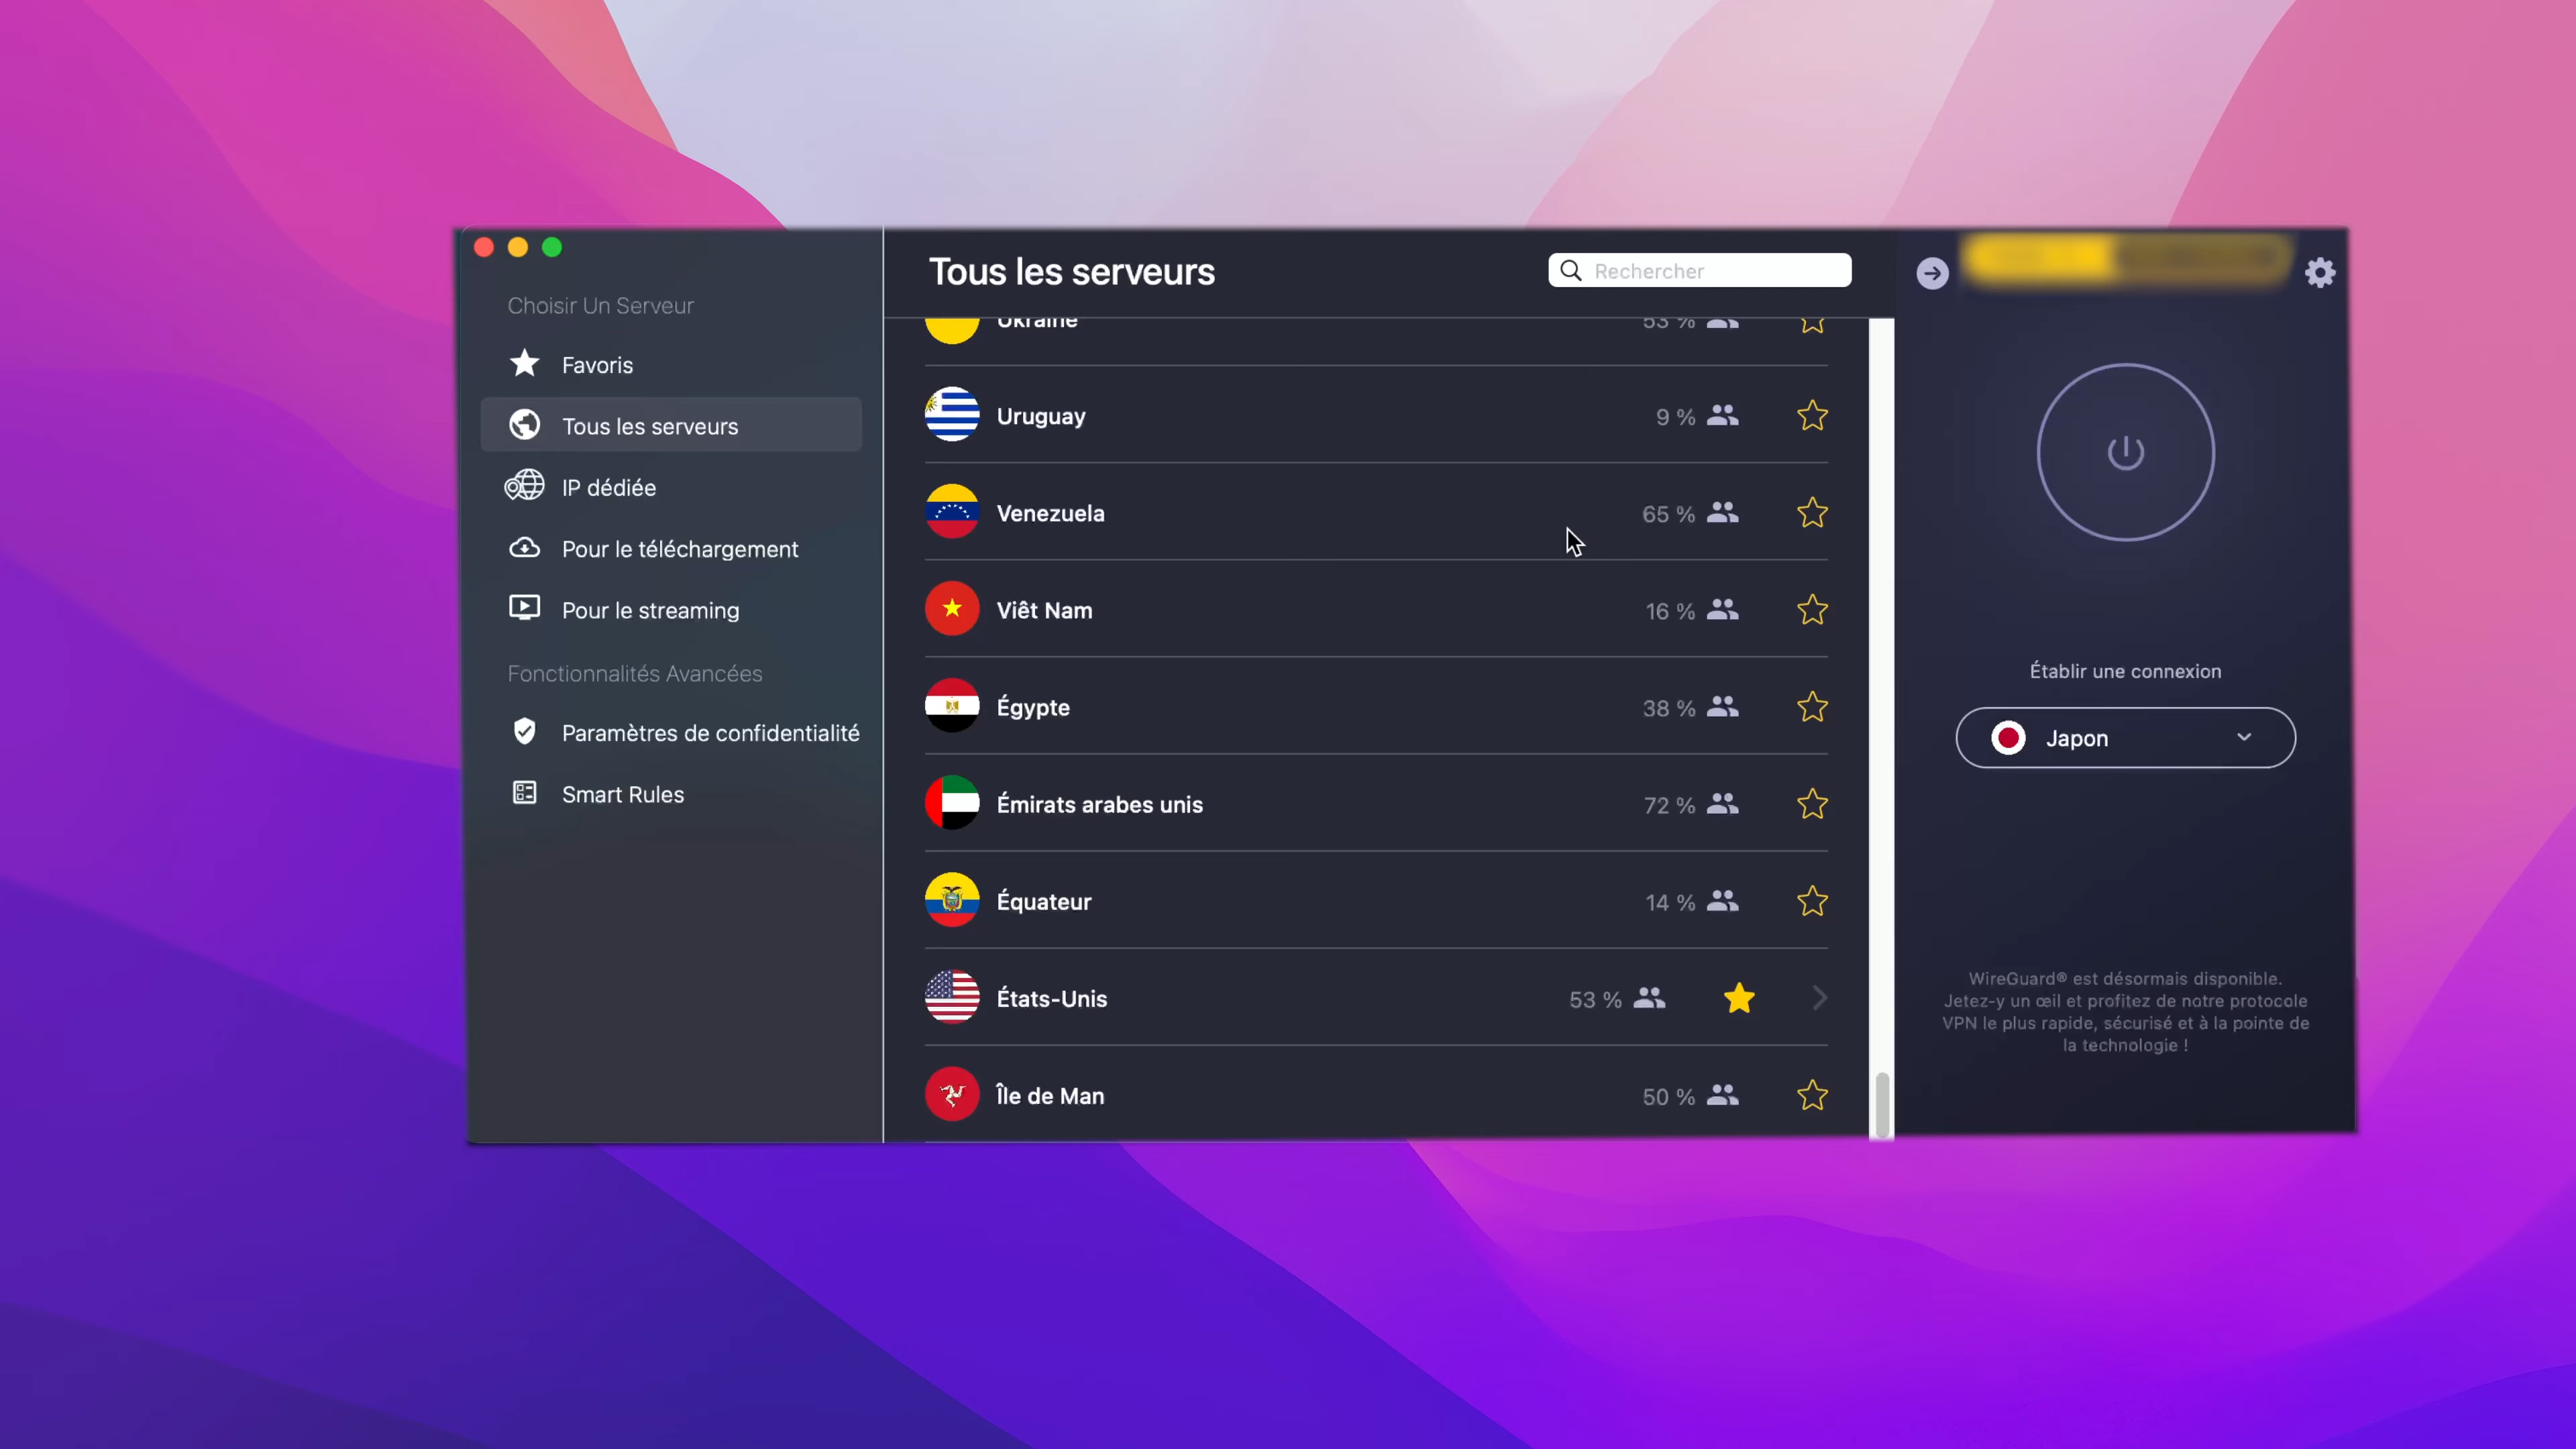 Choisir Un Serveur
Favoris
Tous les serveurs
IP dédiée
Pour le téléchargement
Pour le streaming
Fonctionnalités Avancées
Paramètres de confidentialité
Smart Rules
Tous les serveurs
Rechercher
Ukraine 53 %
Uruguay 9 %
Venezuela 65 %
Viêt Nam 16 %
Égypte 38 %
Émirats arabes unis 72 %
Équateur 14 %
États-Unis 53 %
Île de Man 50 %
Établir une connexion
Japon
WireGuard® est désormais disponible.
Jetez-y un œil et profitez de notre protocole
VPN le plus rapide, sécurisé et à la pointe de
la technologie !